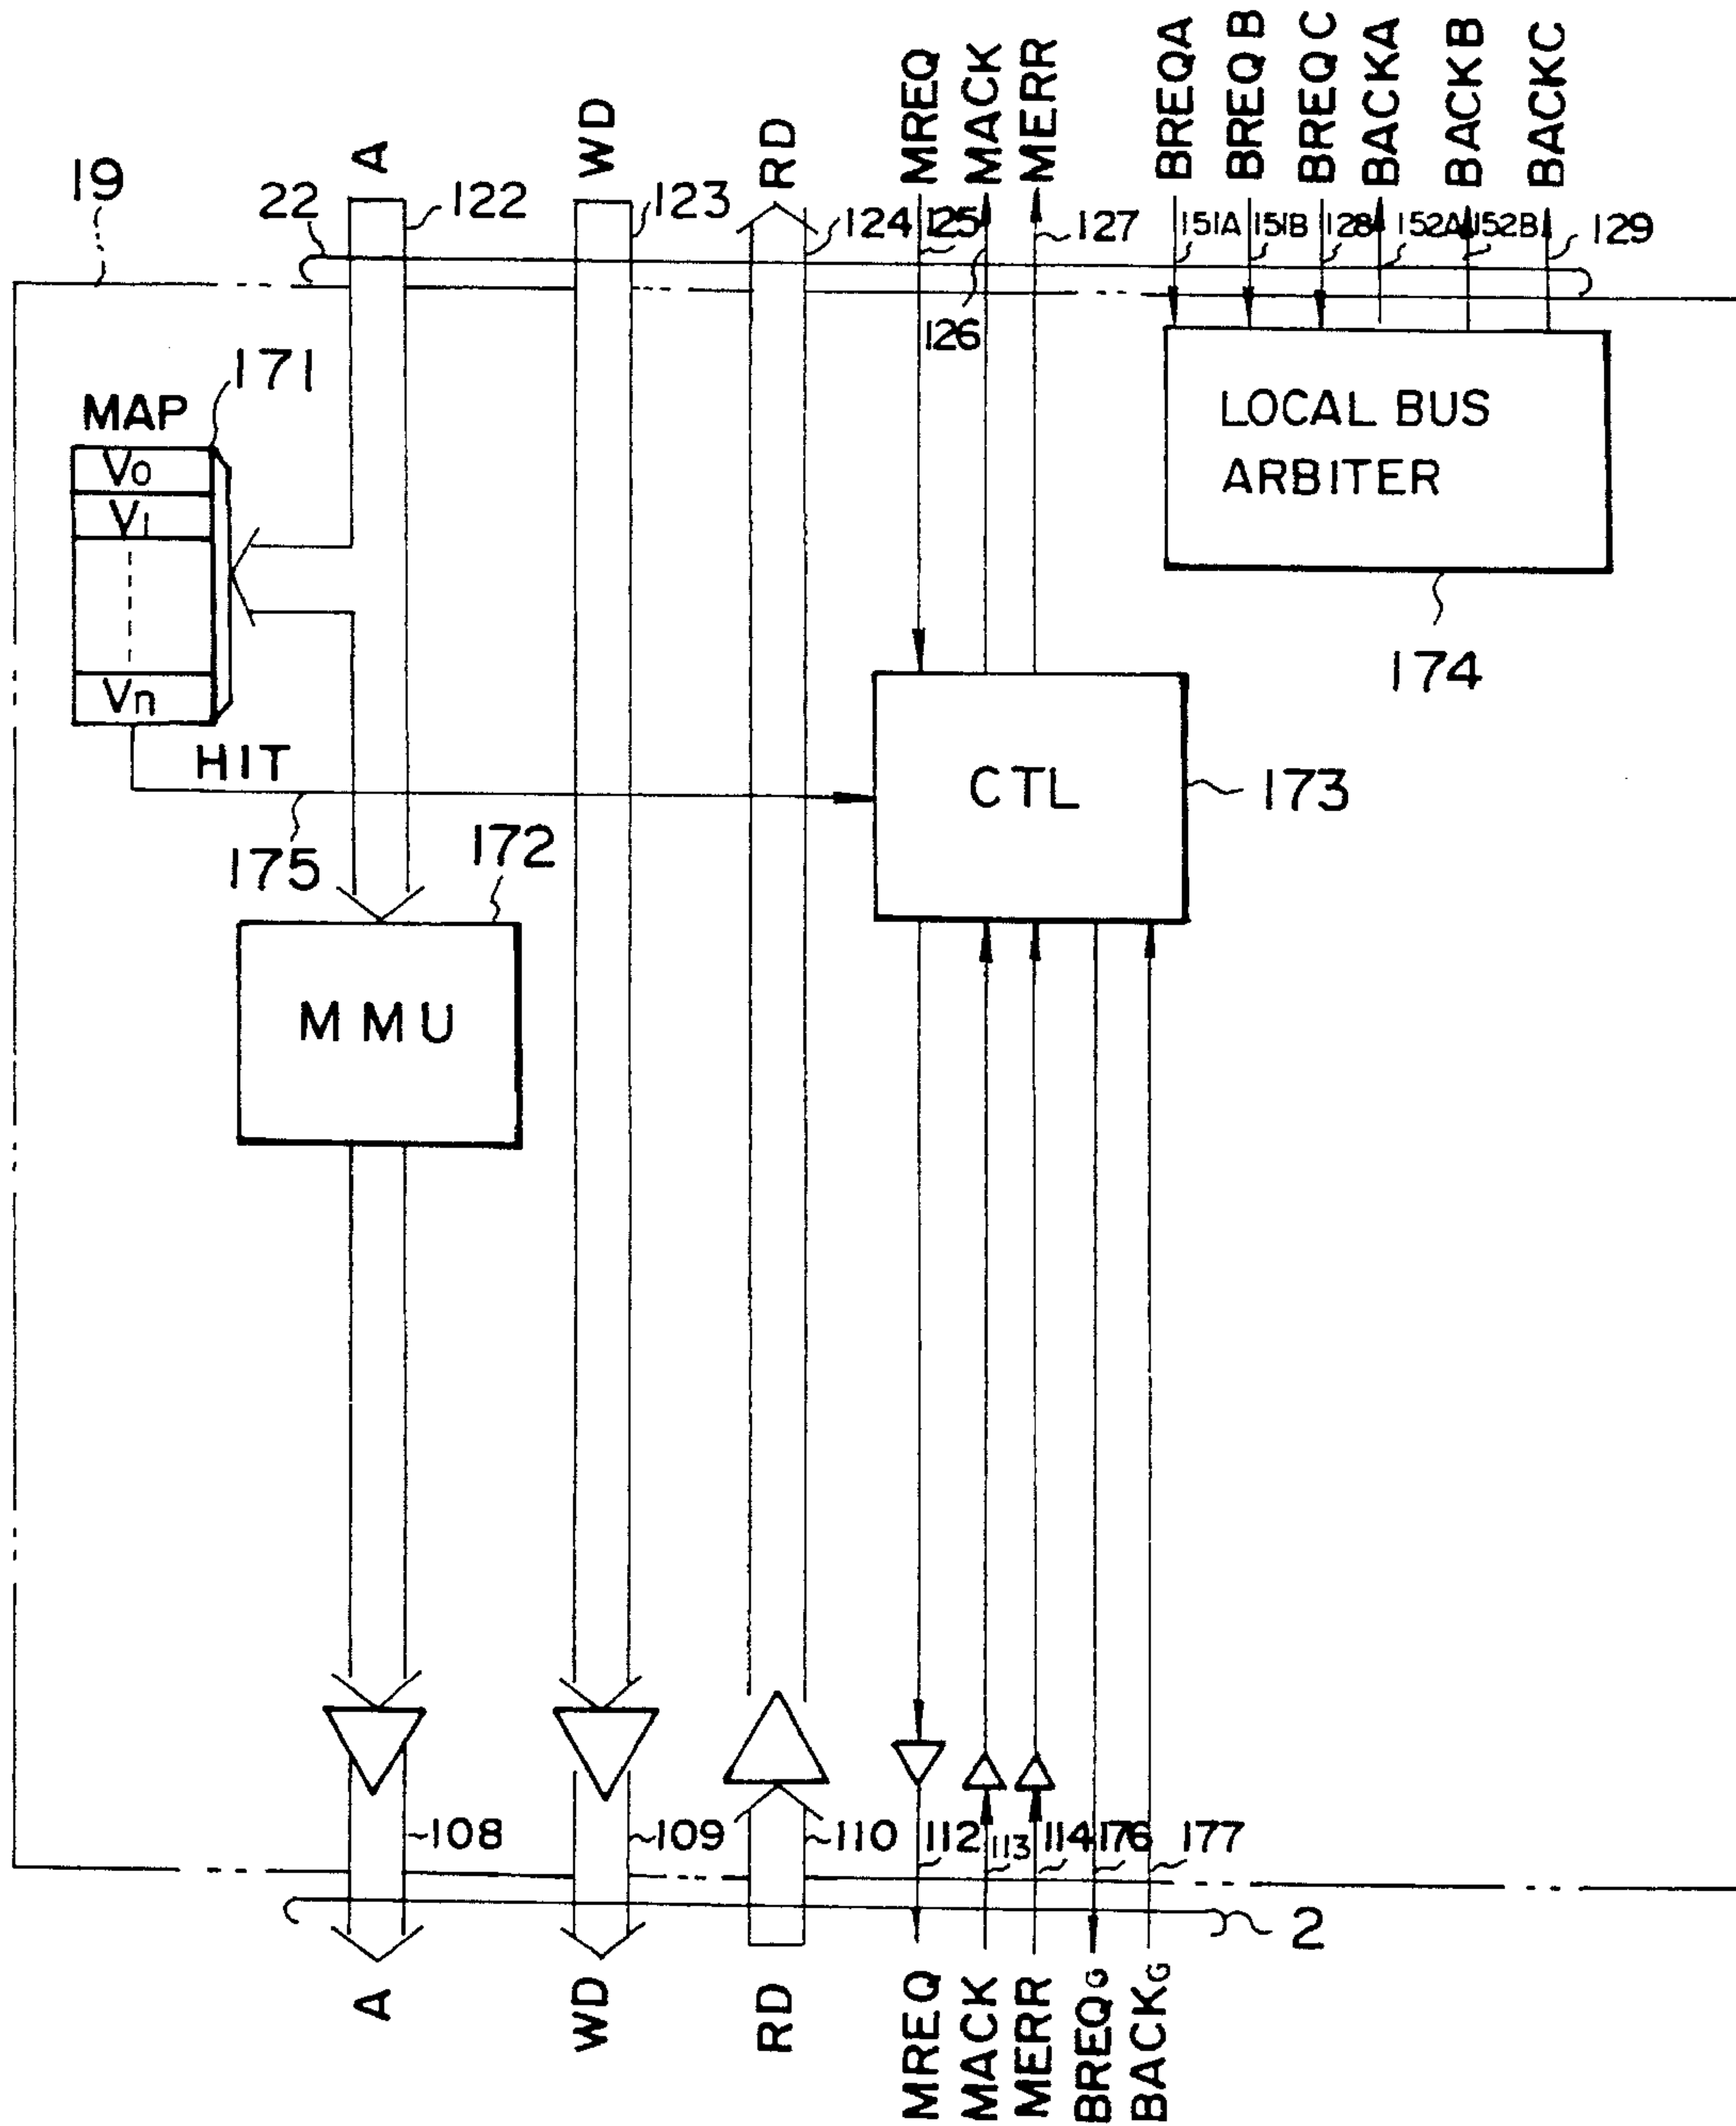 A
WD
RD
MREQ
MACK
MERR
BREQA
BREQB
BREQC
BACKA
BACKB
BACKC
19
22
122
123
124
125
126
127
151A
151B
128
152A
152B
129
171
MAP
V0
V1
Vn
LOCAL BUS
ARBITER
174
HIT
175
CTL
173
172
MMU
108
109
110
112
113
114
176
177
2
A
WD
RD
MREQ
MACK
MERR
BREQG
BACKG